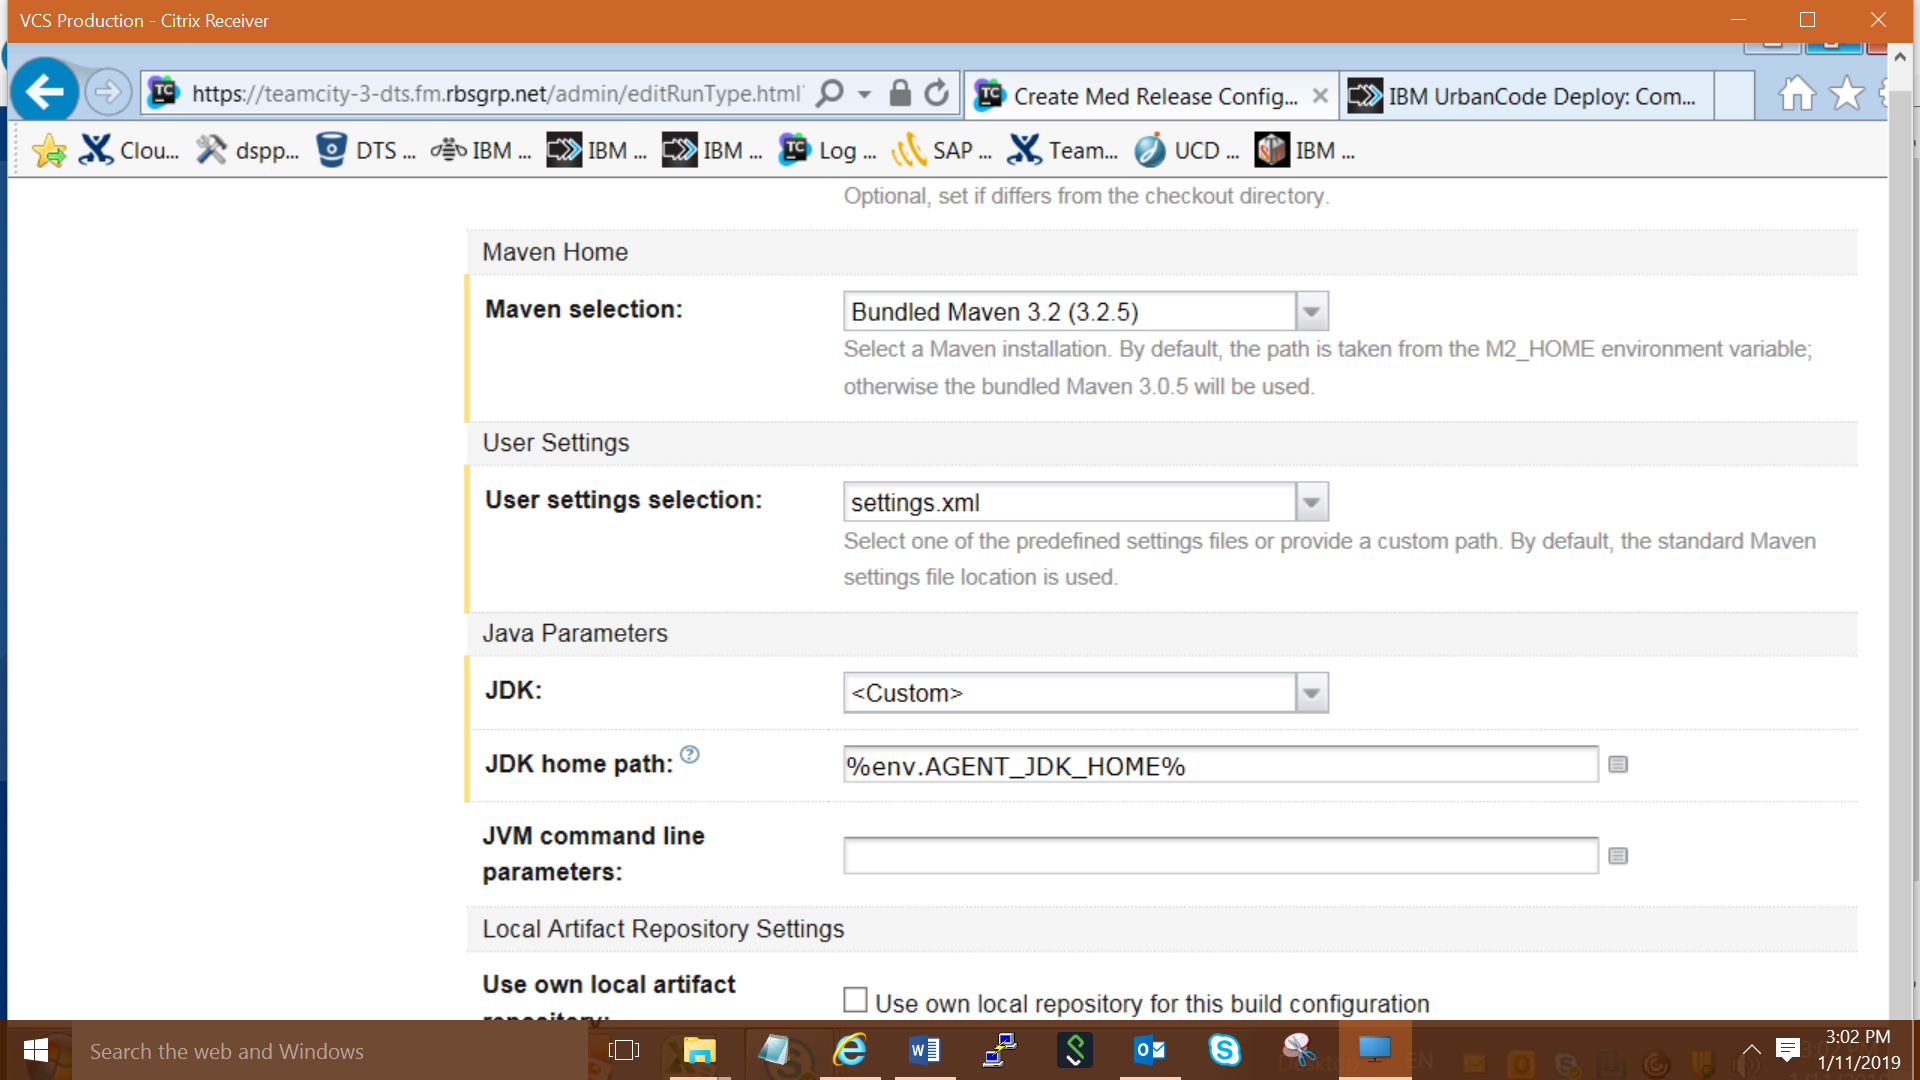 VCS Production - Citrix Receiver
https://teamcity-3-dts.fm.rbsgrp.net/admin/editRunType.html
TC Create Med Release Config...
IBM UrbanCode Deploy: Com...
Clou...
dspp...
DTS ...
IBM ...
IBM ...
IBM ...
TC Log ...
SAP ...
Team...
UCD ...
IBM ...
Optional, set if differs from the checkout directory.
Maven Home
Maven selection:
Bundled Maven 3.2 (3.2.5)
Select a Maven installation. By default, the path is taken from the M2_HOME environment variable;
otherwise the bundled Maven 3.0.5 will be used.
User Settings
User settings selection:
settings.xml
Select one of the predefined settings files or provide a custom path. By default, the standard Maven
settings file location is used.
Java Parameters
JDK:
<Custom>
JDK home path: ?
%env.AGENT_JDK_HOME%
JVM command line
parameters:
Local Artifact Repository Settings
Use own local artifact
repository:
Use own local repository for this build configuration
Search the web and Windows
3:02 PM
1/11/2019